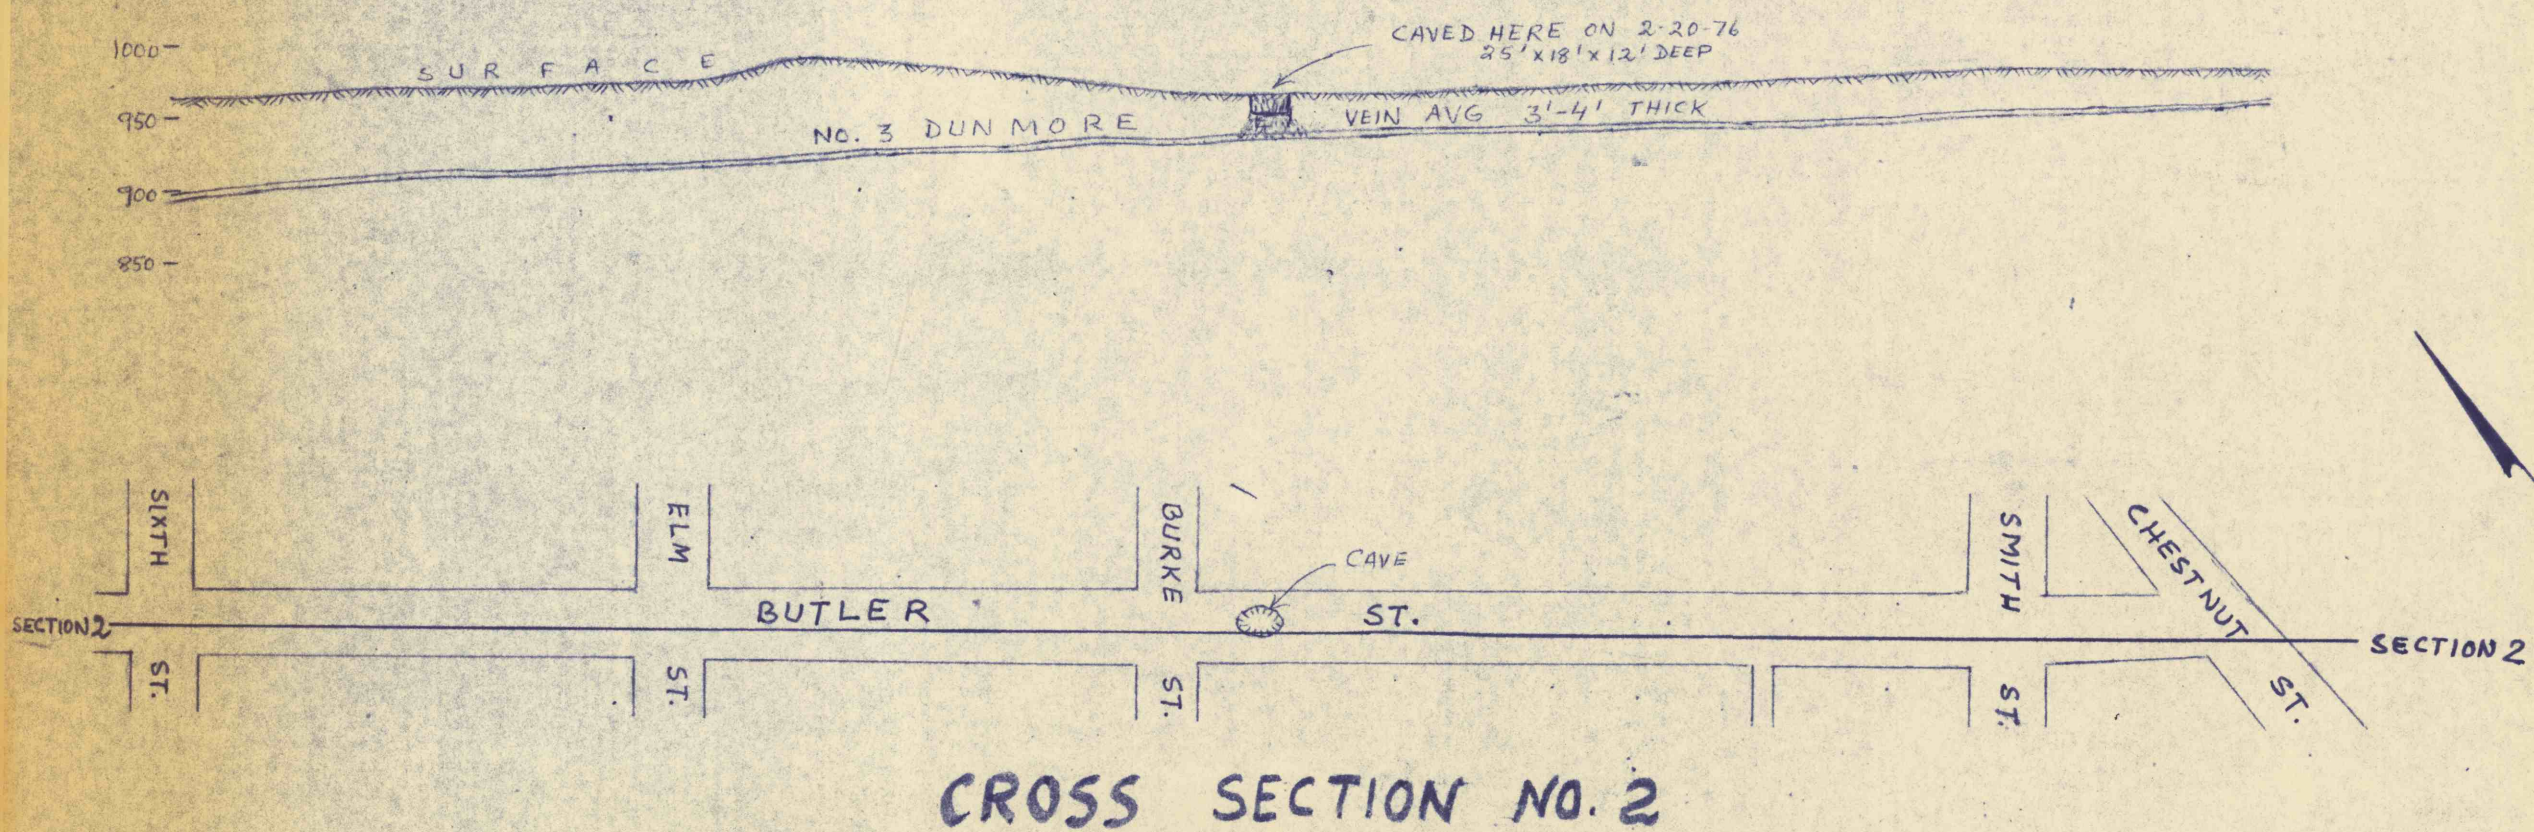 CAVED HERE ON 2-20-76
25'X18'X12' DEEP
1000
SURFACE
950
NO. 3 DUNMORE
VEIN AVG 3'-4' THICK
900
850
SIXTH ST.
ELM ST.
BURKE ST.
SMITH ST.
CHESTNUT ST.
CAVE
BUTLER ST.
SECTION 2
SECTION 2
CROSS SECTION NO. 2